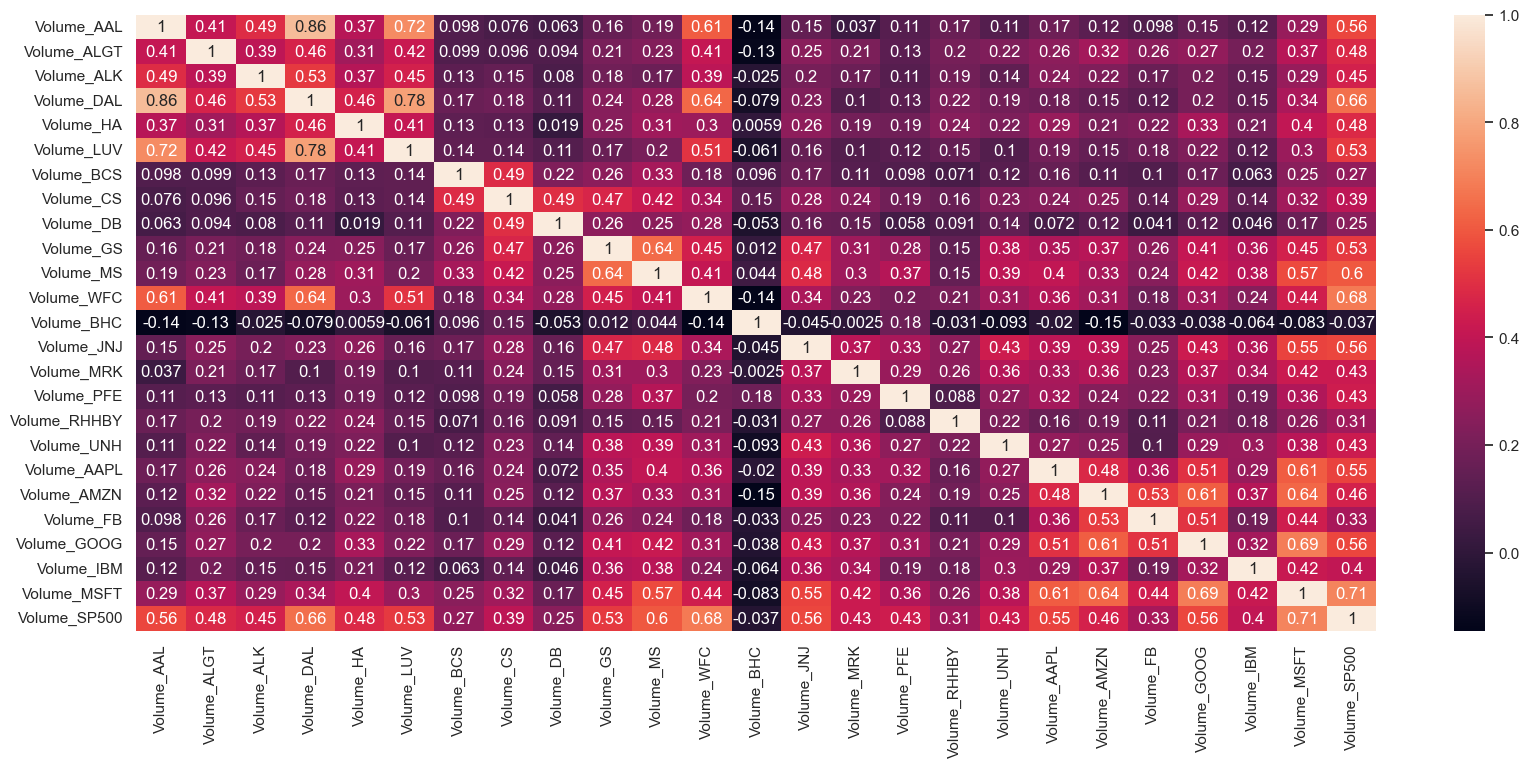 Volume_AAL 1 0.41 0.49 0.86 0.37 0.72 0.098 0.076 0.063 0.16 0.19 0.61 -0.14 0.15 0.037 0.11 0.17 0.11 0.17 0.12 0.098 0.15 0.12 0.29 0.56 1.0
Volume_ALGT 0.41 1 0.39 0.46 0.31 0.42 0.099 0.096 0.094 0.21 0.23 0.41 -0.13 0.25 0.21 0.13 0.2 0.22 0.26 0.32 0.26 0.27 0.2 0.37 0.48
Volume_ALK 0.49 0.39 1 0.53 0.37 0.45 0.13 0.15 0.08 0.18 0.17 0.39 -0.025 0.2 0.17 0.11 0.19 0.14 0.24 0.22 0.17 0.2 0.15 0.29 0.45
Volume_DAL 0.86 0.46 0.53 1 0.46 0.78 0.17 0.18 0.11 0.24 0.28 0.64 -0.079 0.23 0.1 0.13 0.22 0.19 0.18 0.15 0.12 0.2 0.15 0.34 0.66
Volume_HA 0.37 0.31 0.37 0.46 1 0.41 0.13 0.13 0.019 0.25 0.31 0.3 0.0059 0.26 0.19 0.19 0.24 0.22 0.29 0.21 0.22 0.33 0.21 0.4 0.48 0.8
Volume_LUV 0.72 0.42 0.45 0.78 0.41 1 0.14 0.14 0.11 0.17 0.2 0.51 -0.061 0.16 0.1 0.12 0.15 0.1 0.19 0.15 0.18 0.22 0.12 0.3 0.53
Volume_BCS 0.098 0.099 0.13 0.17 0.13 0.14 1 0.49 0.22 0.26 0.33 0.18 0.096 0.17 0.11 0.098 0.071 0.12 0.16 0.11 0.1 0.17 0.063 0.25 0.27
Volume_CS 0.076 0.096 0.15 0.18 0.13 0.14 0.49 1 0.49 0.47 0.42 0.34 0.15 0.28 0.24 0.19 0.16 0.23 0.24 0.25 0.14 0.29 0.14 0.32 0.39
Volume_DB 0.063 0.094 0.08 0.11 0.019 0.11 0.22 0.49 1 0.26 0.25 0.28 -0.053 0.16 0.15 0.058 0.091 0.14 0.072 0.12 0.041 0.12 0.046 0.17 0.25 0.6
Volume_GS 0.16 0.21 0.18 0.24 0.25 0.17 0.26 0.47 0.26 1 0.64 0.45 0.012 0.47 0.31 0.28 0.15 0.38 0.35 0.37 0.26 0.41 0.36 0.45 0.53
Volume_MS 0.19 0.23 0.17 0.28 0.31 0.2 0.33 0.42 0.25 0.64 1 0.41 0.044 0.48 0.3 0.37 0.15 0.39 0.4 0.33 0.24 0.42 0.38 0.57 0.6
Volume_WFC 0.61 0.41 0.39 0.64 0.3 0.51 0.18 0.34 0.28 0.45 0.41 1 -0.14 0.34 0.23 0.2 0.21 0.31 0.36 0.31 0.18 0.31 0.24 0.44 0.68
Volume_BHC -0.14 -0.13 -0.025 -0.079 0.0059 -0.061 0.096 0.15 -0.053 0.012 0.044 -0.14 1 -0.045 -0.0025 0.18 -0.031 -0.093 -0.02 -0.15 -0.033 -0.038 -0.064 -0.083 -0.037
Volume_JNJ 0.15 0.25 0.2 0.23 0.26 0.16 0.17 0.28 0.16 0.47 0.48 0.34 -0.045 1 0.37 0.33 0.27 0.43 0.39 0.39 0.25 0.43 0.36 0.55 0.56 0.4
Volume_MRK 0.037 0.21 0.17 0.1 0.19 0.1 0.11 0.24 0.15 0.31 0.3 0.23 -0.0025 0.37 1 0.29 0.26 0.36 0.33 0.36 0.23 0.37 0.34 0.42 0.43
Volume_PFE 0.11 0.13 0.11 0.13 0.19 0.12 0.098 0.19 0.058 0.28 0.37 0.2 0.18 0.33 0.29 1 0.088 0.27 0.32 0.24 0.22 0.31 0.19 0.36 0.43
Volume_RHHBY 0.17 0.2 0.19 0.22 0.24 0.15 0.071 0.16 0.091 0.15 0.15 0.21 -0.031 0.27 0.26 0.088 1 0.22 0.16 0.19 0.11 0.21 0.18 0.26 0.31
Volume_UNH 0.11 0.22 0.14 0.19 0.22 0.1 0.12 0.23 0.14 0.38 0.39 0.31 -0.093 0.43 0.36 0.27 0.22 1 0.27 0.25 0.1 0.29 0.3 0.38 0.43 0.2
Volume_AAPL 0.17 0.26 0.24 0.18 0.29 0.19 0.16 0.24 0.072 0.35 0.4 0.36 -0.02 0.39 0.33 0.32 0.16 0.27 1 0.48 0.36 0.51 0.29 0.61 0.55
Volume_AMZN 0.12 0.32 0.22 0.15 0.21 0.15 0.11 0.25 0.12 0.37 0.33 0.31 -0.15 0.39 0.36 0.24 0.19 0.25 0.48 1 0.53 0.61 0.37 0.64 0.46
Volume_FB 0.098 0.26 0.17 0.12 0.22 0.18 0.1 0.14 0.041 0.26 0.24 0.18 -0.033 0.25 0.23 0.22 0.11 0.1 0.36 0.53 1 0.51 0.19 0.44 0.33
Volume_GOOG 0.15 0.27 0.2 0.2 0.33 0.22 0.17 0.29 0.12 0.41 0.42 0.31 -0.038 0.43 0.37 0.31 0.21 0.29 0.51 0.61 0.51 1 0.32 0.69 0.56 0.0
Volume_IBM 0.12 0.2 0.15 0.15 0.21 0.12 0.063 0.14 0.046 0.36 0.38 0.24 -0.064 0.36 0.34 0.19 0.18 0.3 0.29 0.37 0.19 0.32 1 0.42 0.4
Volume_MSFT 0.29 0.37 0.29 0.34 0.4 0.3 0.25 0.32 0.17 0.45 0.57 0.44 -0.083 0.55 0.42 0.36 0.26 0.38 0.61 0.64 0.44 0.69 0.42 1 0.71
Volume_SP500 0.56 0.48 0.45 0.66 0.48 0.53 0.27 0.39 0.25 0.53 0.6 0.68 -0.037 0.56 0.43 0.43 0.31 0.43 0.55 0.46 0.33 0.56 0.4 0.71 1
Volume_AAL
Volume_ALGT
Volume_ALK
Volume_DAL
Volume_HA
Volume_LUV
Volume_BCS
Volume_CS
Volume_DB
Volume_GS
Volume_MS
Volume_WFC
Volume_BHC
Volume_JNJ
Volume_MRK
Volume_PFE
Volume_RHHBY
Volume_UNH
Volume_AAPL
Volume_AMZN
Volume_FB
Volume_GOOG
Volume_IBM
Volume_MSFT
Volume_SP500